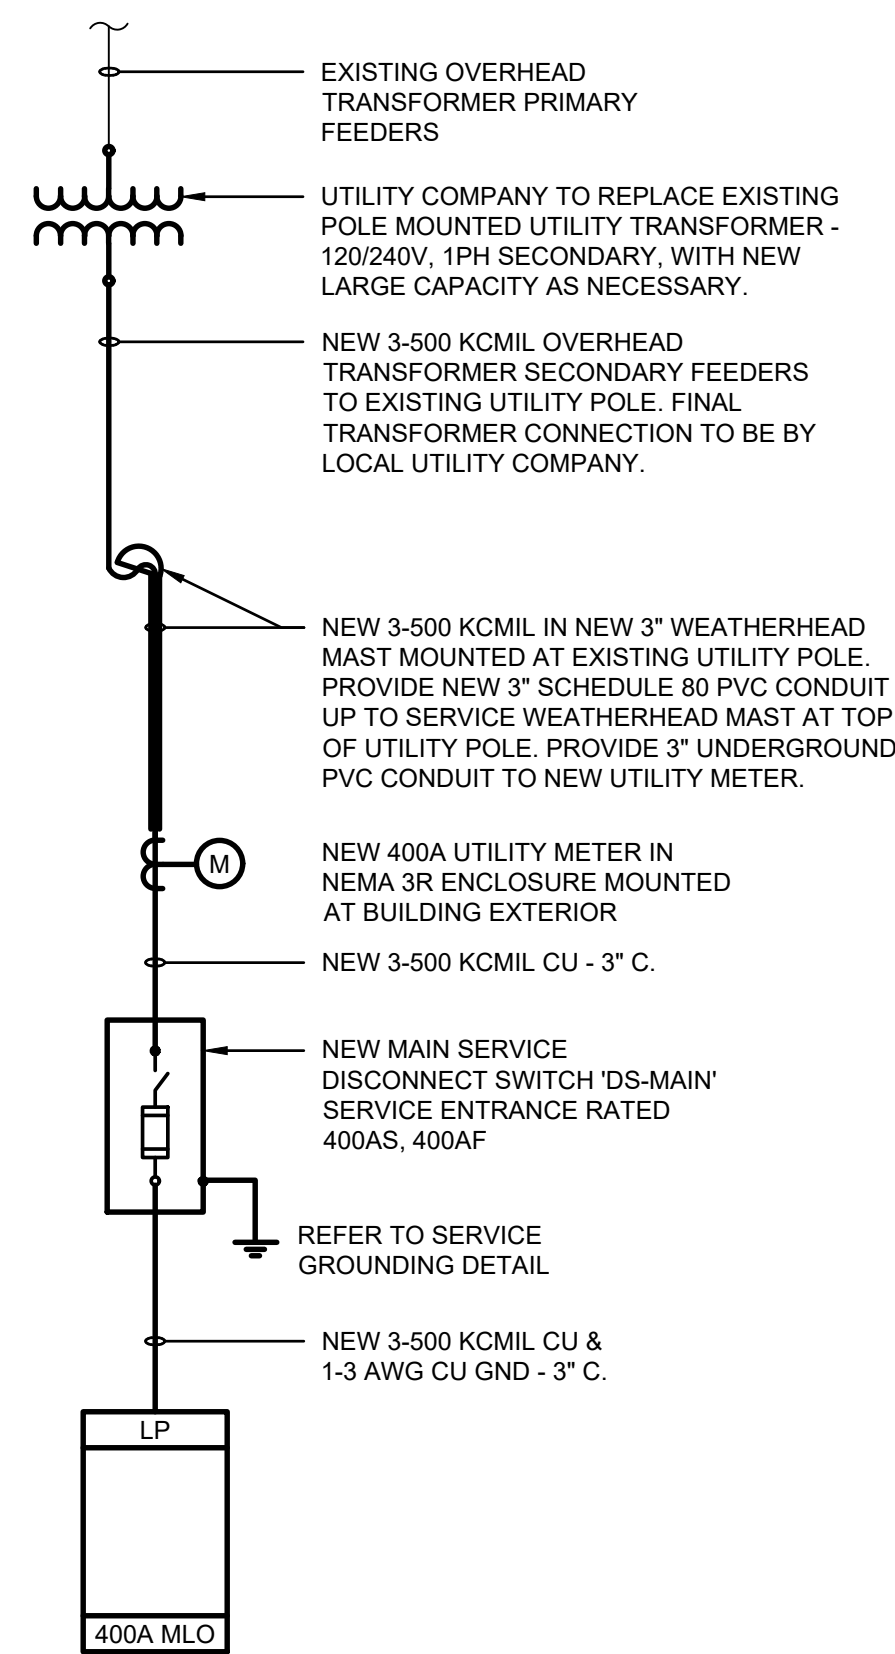 EXISTING OVERHEAD
TRANSFORMER PRIMARY
FEEDERS
UTILITY COMPANY TO REPLACE EXISTING
POLE MOUNTED UTILITY TRANSFORMER -
120/240V, 1PH SECONDARY, WITH NEW
LARGE CAPACITY AS NECESSARY.
NEW 3-500 KCMIL OVERHEAD
TRANSFORMER SECONDARY FEEDERS
TO EXISTING UTILITY POLE. FINAL
TRANSFORMER CONNECTION TO BE BY
LOCAL UTILITY COMPANY.
NEW 3-500 KCMIL IN NEW 3" WEATHERHEAD
MAST MOUNTED AT EXISTING UTILITY POLE.
PROVIDE NEW 3" SCHEDULE 80 PVC CONDUIT
UP TO SERVICE WEATHERHEAD MAST AT TOP
OF UTILITY POLE. PROVIDE 3" UNDERGROUND
PVC CONDUIT TO NEW UTILITY METER.
M
NEW 400A UTILITY METER IN
NEMA 3R ENCLOSURE MOUNTED
AT BUILDING EXTERIOR
NEW 3-500 KCMIL CU - 3" C.
NEW MAIN SERVICE
DISCONNECT SWITCH 'DS-MAIN'
SERVICE ENTRANCE RATED
400AS, 400AF
REFER TO SERVICE
GROUNDING DETAIL
NEW 3-500 KCMIL CU &
1-3 AWG CU GND - 3" C.
LP
400A MLO